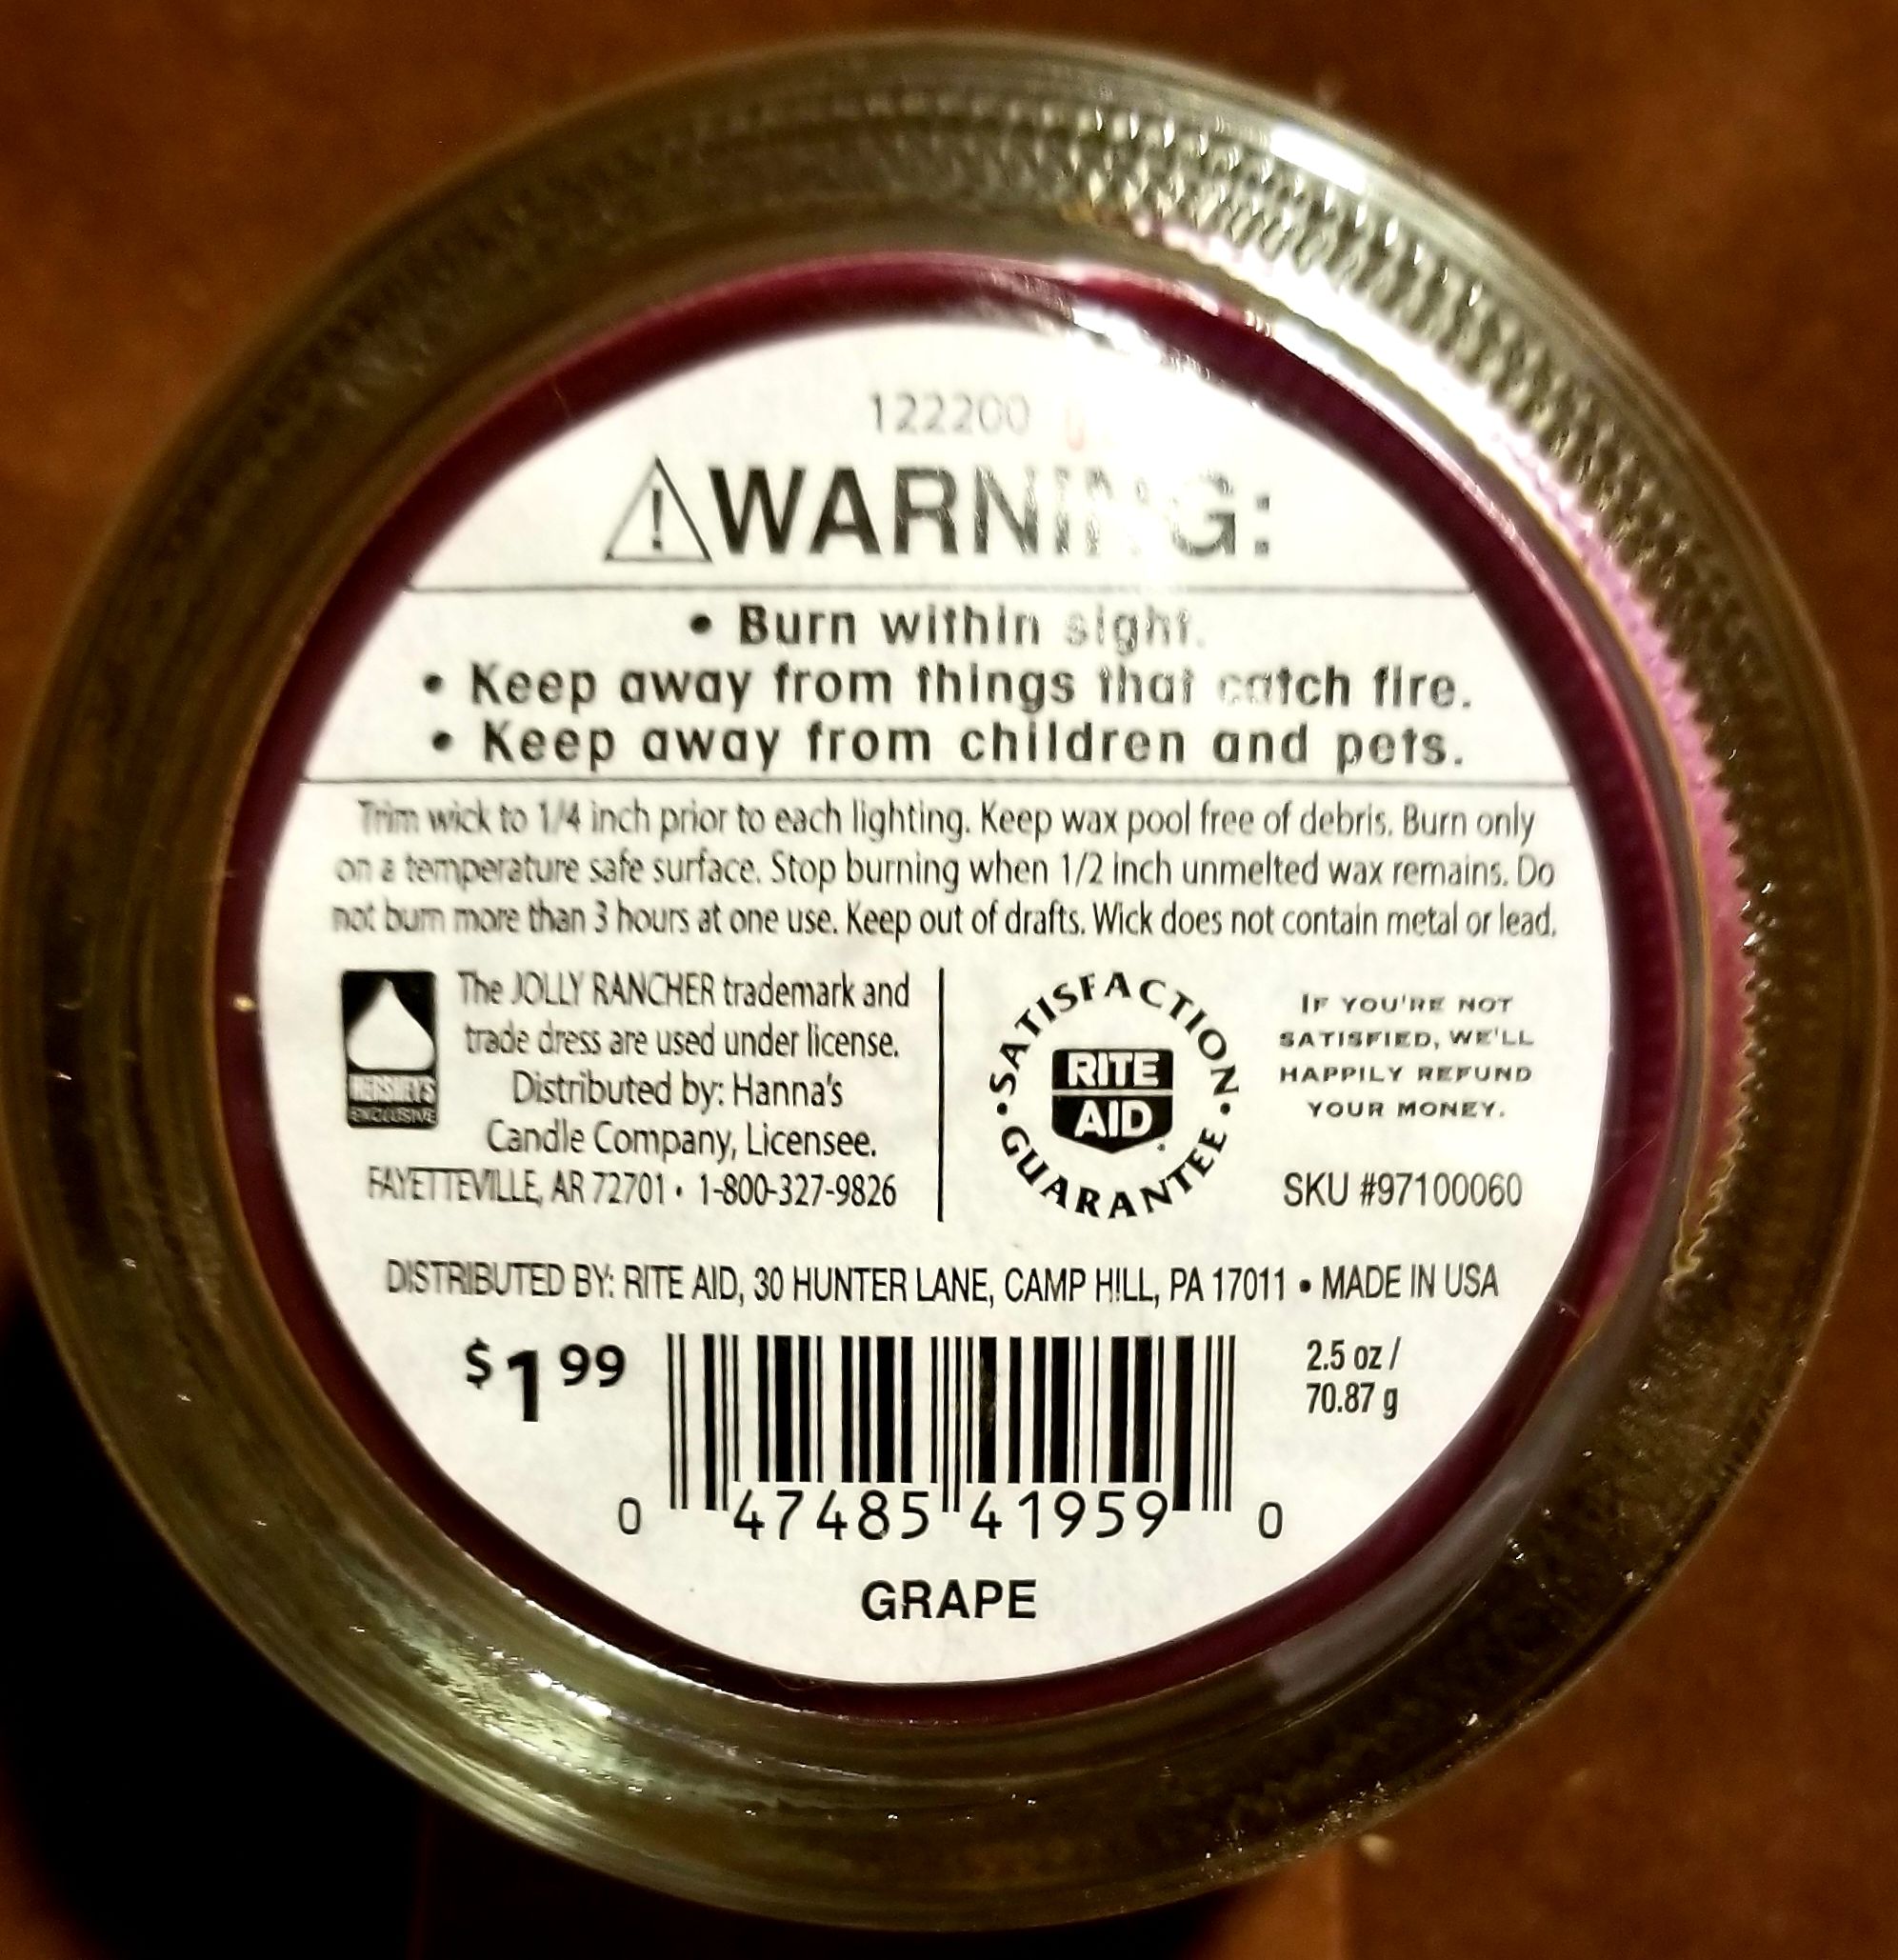 122200
WARNING:
• Burn within sight.
• Keep away from things that catch fire.
• Keep away from children and pets.
Trim wick to 1/4 inch prior to each lighting. Keep wax pool free of debris. Burn only
on a temperature safe surface. Stop burning when 1/2 inch unmelted wax remains. Do
not burn more than 3 hours at one use. Keep out of drafts. Wick does not contain metal or lead.
HERSHEY'S
EXCLUSIVE
The JOLLY RANCHER trademark and
trade dress are used under license.
Distributed by: Hanna's
Candle Company, Licensee.
FAYETTEVILLE, AR 72701 • 1-800-327-9826
• SATISFACTION •
GUARANTEE
RITE
AID
IF YOU'RE NOT
SATISFIED, WE'LL
HAPPILY REFUND
YOUR MONEY.
SKU #97100060
DISTRIBUTED BY: RITE AID, 30 HUNTER LANE, CAMP HILL, PA 17011 • MADE IN USA
$1 99
2.5 oz /
70.87 g
0 47485 41959 0
GRAPE